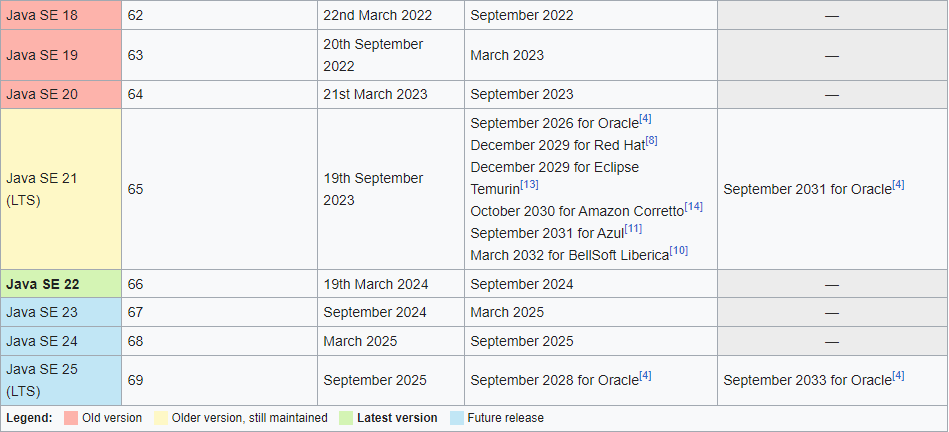 Java SE 18 62 22nd March 2022 September 2022 —
Java SE 19 63 20th September 2022 March 2023 —
Java SE 20 64 21st March 2023 September 2023 —
Java SE 21 (LTS) 65 19th September 2023
September 2026 for Oracle[4]
December 2029 for Red Hat[8]
December 2029 for Eclipse
Temurin[13]
October 2030 for Amazon Corretto[14]
September 2031 for Azul[11]
March 2032 for BellSoft Liberica[10]
September 2031 for Oracle[4]
Java SE 22 66 19th March 2024 September 2024 —
Java SE 23 67 September 2024 March 2025 —
Java SE 24 68 March 2025 September 2025 —
Java SE 25 (LTS) 69 September 2025 September 2028 for Oracle[4] September 2033 for Oracle[4]
Legend: Old version Older version, still maintained Latest version Future release